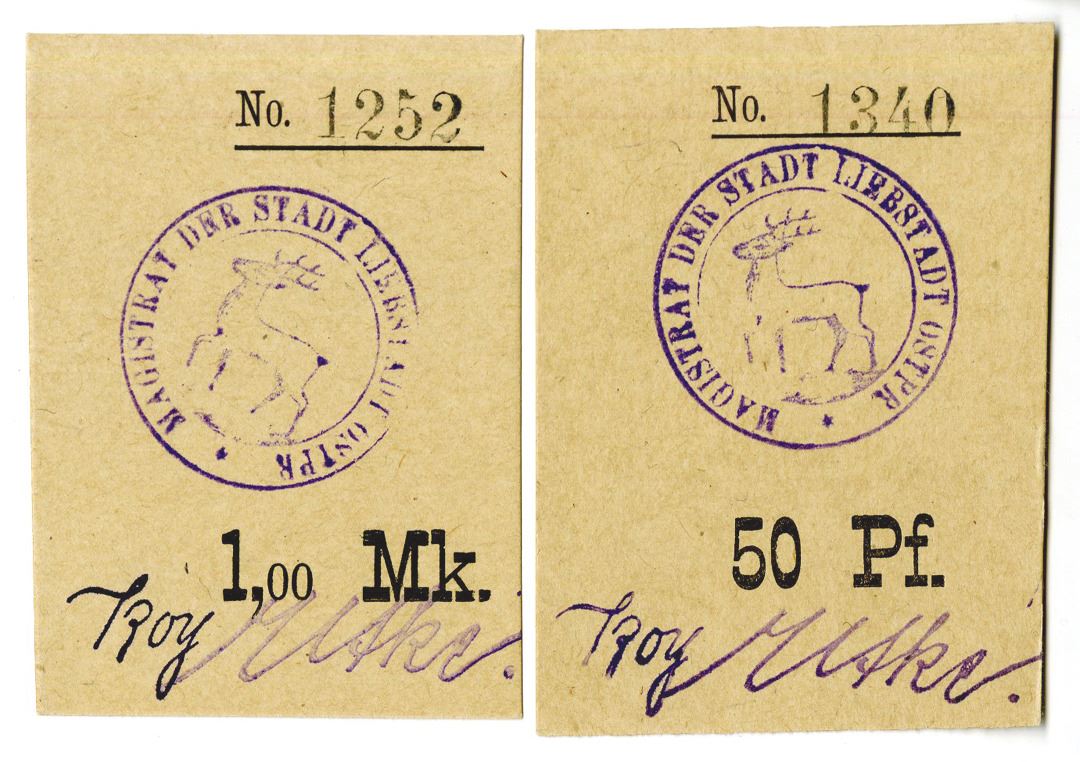 No. 1252
MAGISTRAT DER STADT LIEBSTADT OSTPR
1,00 Mk.
No. 1340
MAGISTRAT DER STADT LIEBSTADT OSTPR
50 Pf.